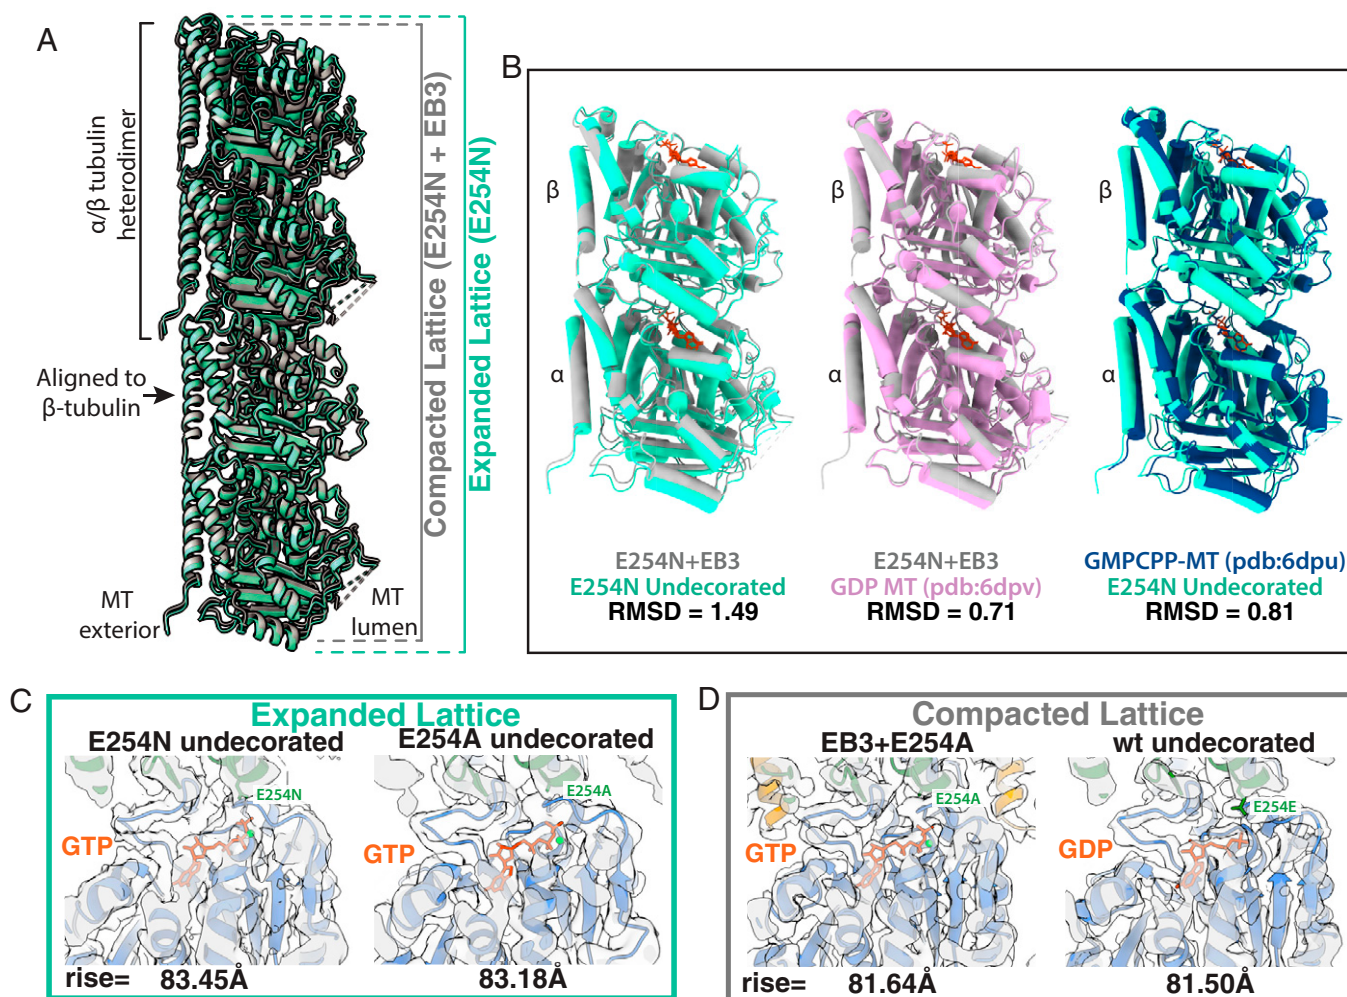 A
α/β tubulin
heterodimer
Aligned to
β-tubulin
MT
exterior
MT
lumen
Compacted Lattice (E254N + EB3)
Expanded Lattice (E254N)
B
β
α
E254N+EB3
E254N Undecorated
RMSD = 1.49
β
α
E254N+EB3
GDP MT (pdb:6dpv)
RMSD = 0.71
β
α
GMPCPP-MT (pdb:6dpu)
E254N Undecorated
RMSD = 0.81
C
Expanded Lattice
E254N undecorated
E254N
GTP
E254A undecorated
E254A
GTP
rise= 83.45Å
83.18Å
D
Compacted Lattice
EB3+E254A
E254A
GTP
wt undecorated
E254E
GDP
rise= 81.64Å
81.50Å